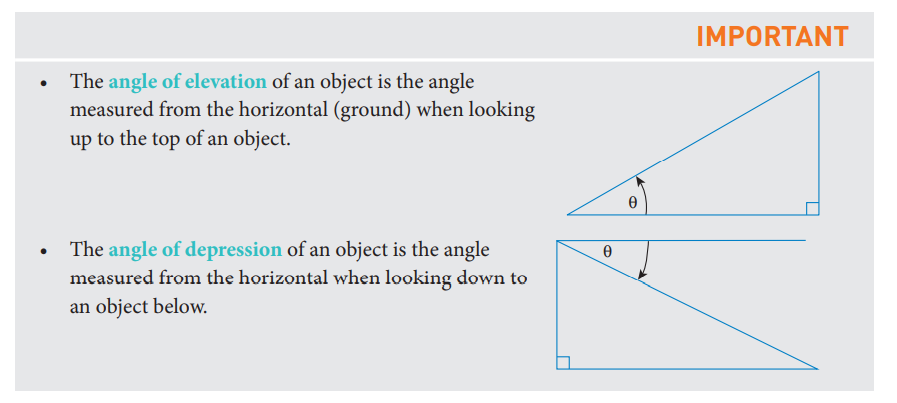 IMPORTANT
• The angle of elevation of an object is the angle
measured from the horizontal (ground) when looking
up to the top of an object.
θ
• The angle of depression of an object is the angle
measured from the horizontal when looking down to
an object below.
θ